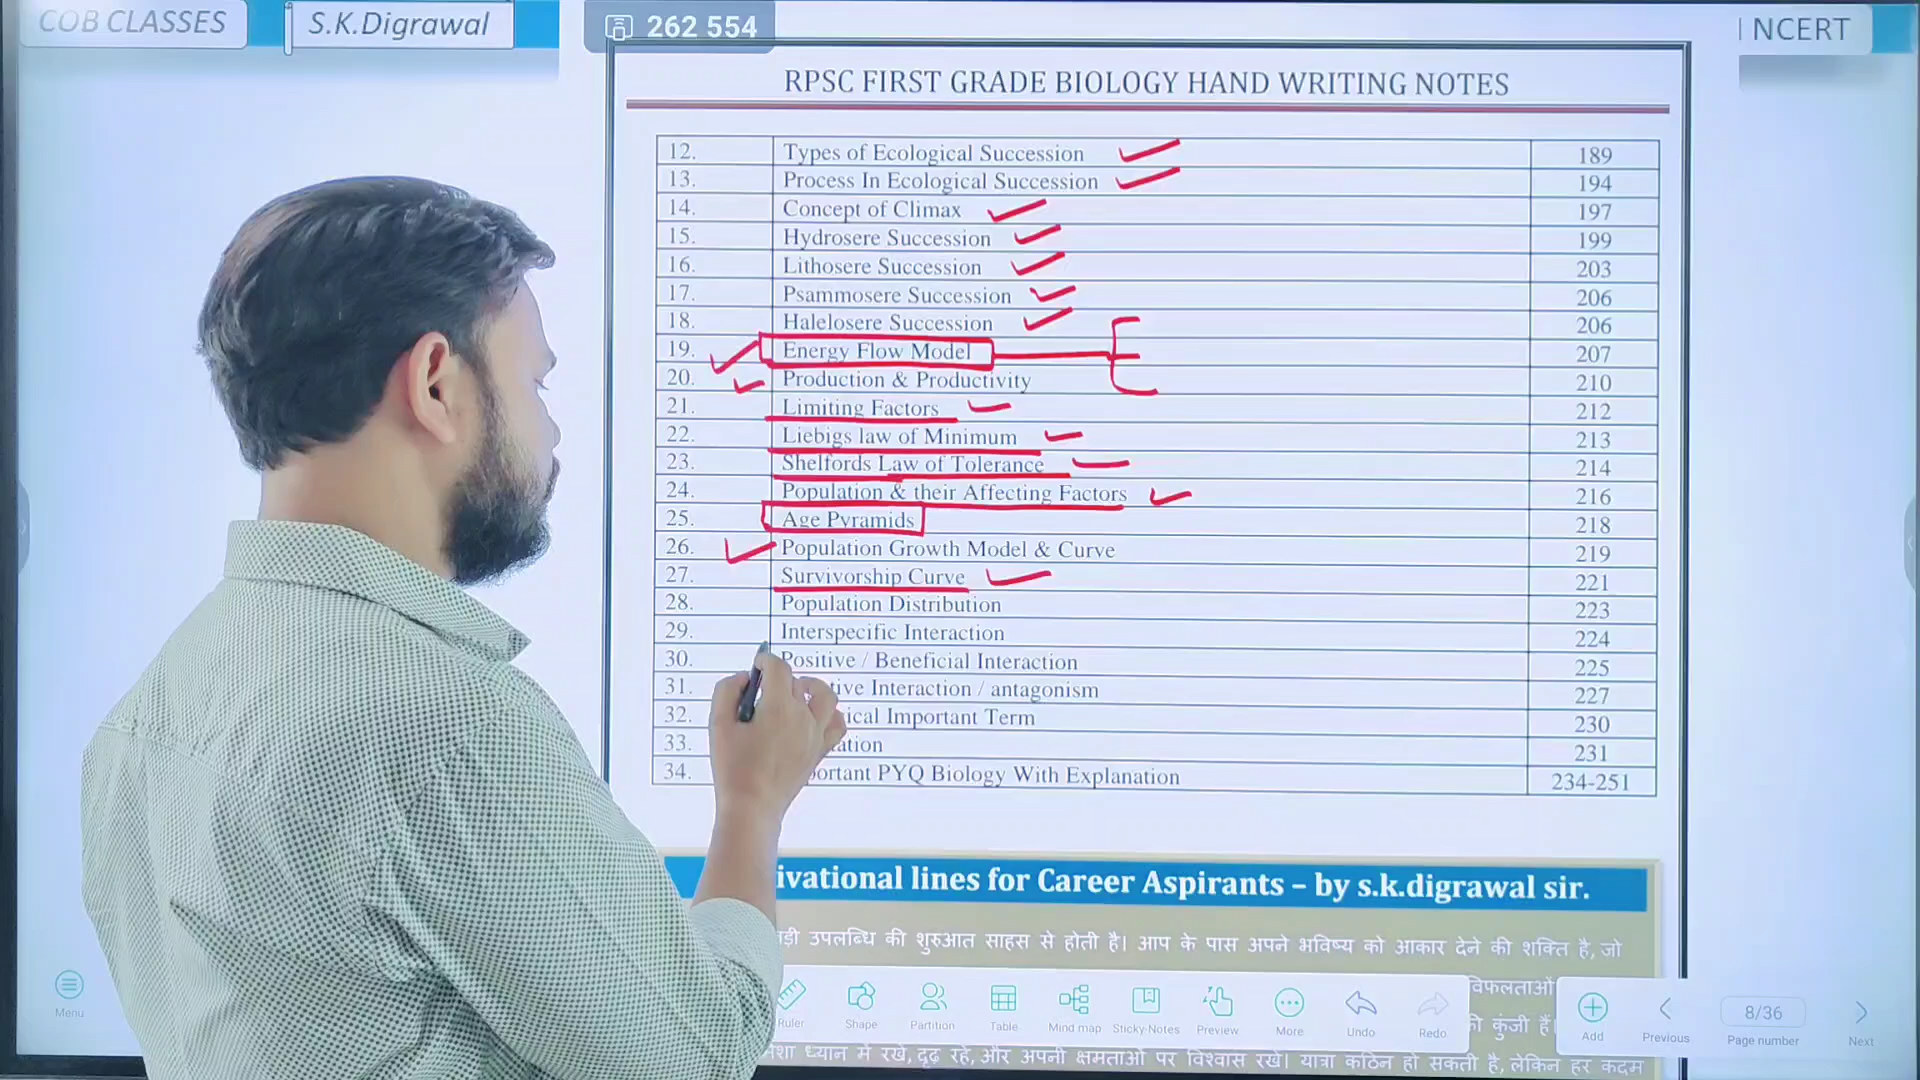 COB CLASSES
S.K.Digrawal
262 554
NCERT
RPSC FIRST GRADE BIOLOGY HAND WRITING NOTES
12. Types of Ecological Succession 189
13. Process In Ecological Succession 194
14. Concept of Climax 197
15. Hydrosere Succession 199
16. Lithosere Succession 203
17. Psammosere Succession 206
18. Halelosere Succession 206
19. Energy Flow Model 207
20. Production & Productivity 210
21. Limiting Factors 212
22. Liebigs law of Minimum 213
23. Shelfords Law of Tolerance 214
24. Population & their Affecting Factors 216
25. Age Pyramids 218
26. Population Growth Model & Curve 219
27. Survivorship Curve 221
28. Population Distribution 223
29. Interspecific Interaction 224
30. Positive / Beneficial Interaction 225
31. Interaction / antagonism 227
32. Important Term 230
33. 231
34. PYQ Biology With Explanation 234-251
lines for Career Aspirants – by s.k.digrawal sir.
उपलब्धि की शुरुआत साहस से होती है। आप के पास अपने भविष्य को आकार देने की शक्ति है, जो
विफलताओं
कुंजी है।
ध्यान में रखे, दृढ़ रहे, और अपनी क्षमताओं पर विश्वास रखे। यात्रा कठिन हो सकती है, लेकिन हर कदम
Menu
Ruler
Shape
Partition
Table
Mind map
Sticky Notes
Preview
More
Undo
Redo
Add
Previous
8/36
Page number
Next